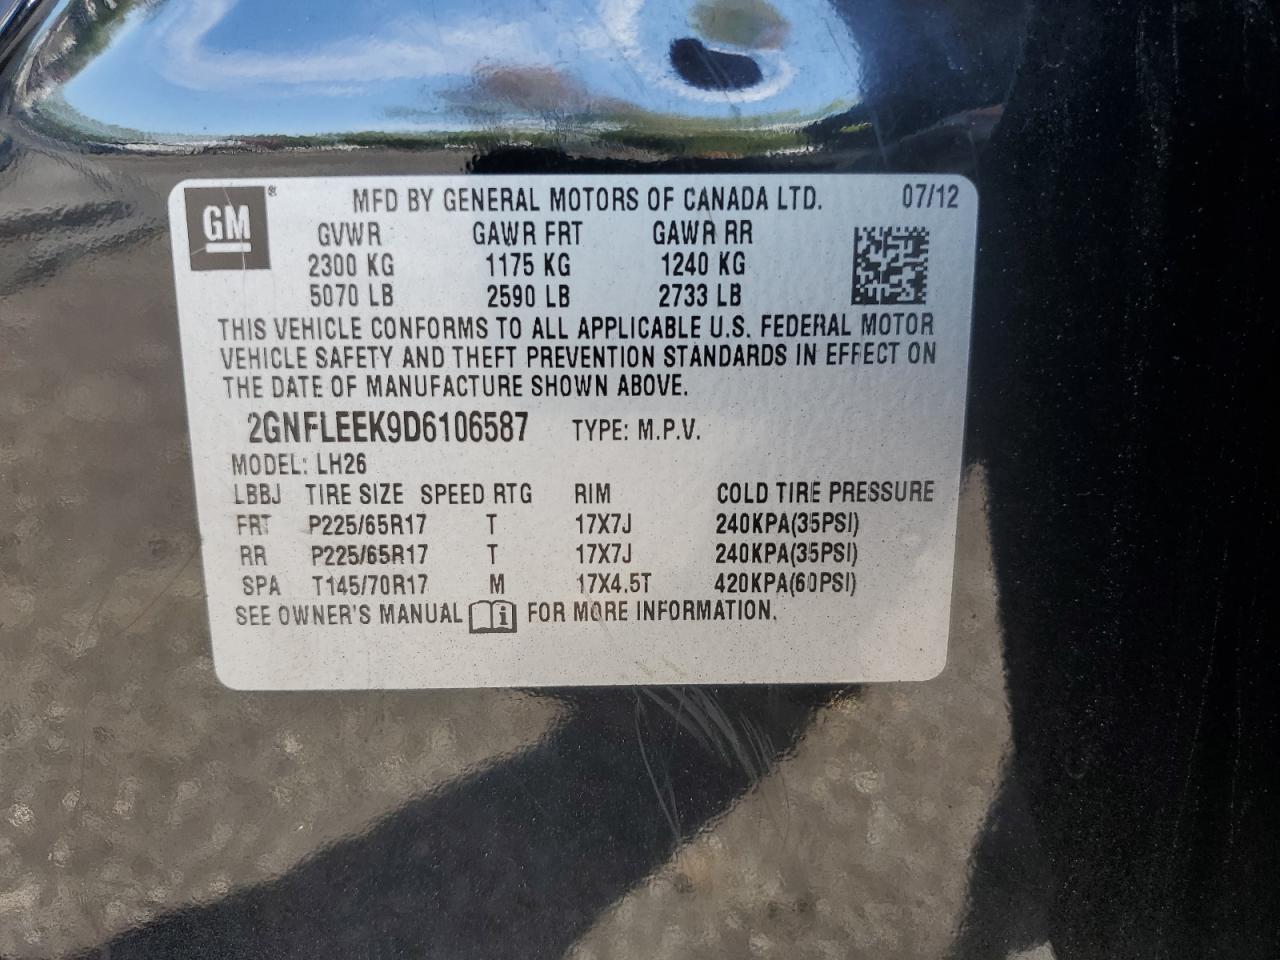 GM ® MFD BY GENERAL MOTORS OF CANADA LTD. 07/12
GVWR GAWR FRT GAWR RR
2300 KG 1175 KG 1240 KG
5070 LB 2590 LB 2733 LB
THIS VEHICLE CONFORMS TO ALL APPLICABLE U.S. FEDERAL MOTOR
VEHICLE SAFETY AND THEFT PREVENTION STANDARDS IN EFFECT ON
THE DATE OF MANUFACTURE SHOWN ABOVE.
2GNFLEEK9D6106587 TYPE: M.P.V.
MODEL: LH26
LBBJ TIRE SIZE SPEED RTG RIM COLD TIRE PRESSURE
FRT P225/65R17 T 17X7J 240KPA(35PSI)
RR P225/65R17 T 17X7J 240KPA(35PSI)
SPA T145/70R17 M 17X4.5T 420KPA(60PSI)
SEE OWNER'S MANUAL i FOR MORE INFORMATION.